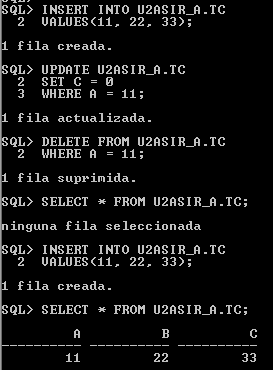 SQL> INSERT INTO U2ASIR_A.TC
2 VALUES(11, 22, 33);
1 fila creada.
SQL> UPDATE U2ASIR_A.TC
2 SET C = 0
3 WHERE A = 11;
1 fila actualizada.
SQL> DELETE FROM U2ASIR_A.TC
2 WHERE A = 11;
1 fila suprimida.
SQL> SELECT * FROM U2ASIR_A.TC;
ninguna fila seleccionada
SQL> INSERT INTO U2ASIR_A.TC
2 VALUES(11, 22, 33);
1 fila creada.
SQL> SELECT * FROM U2ASIR_A.TC;
A B C
---------- ---------- ----------
11 22 33